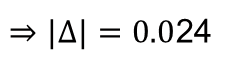 ⇒ |Δ| = 0.024